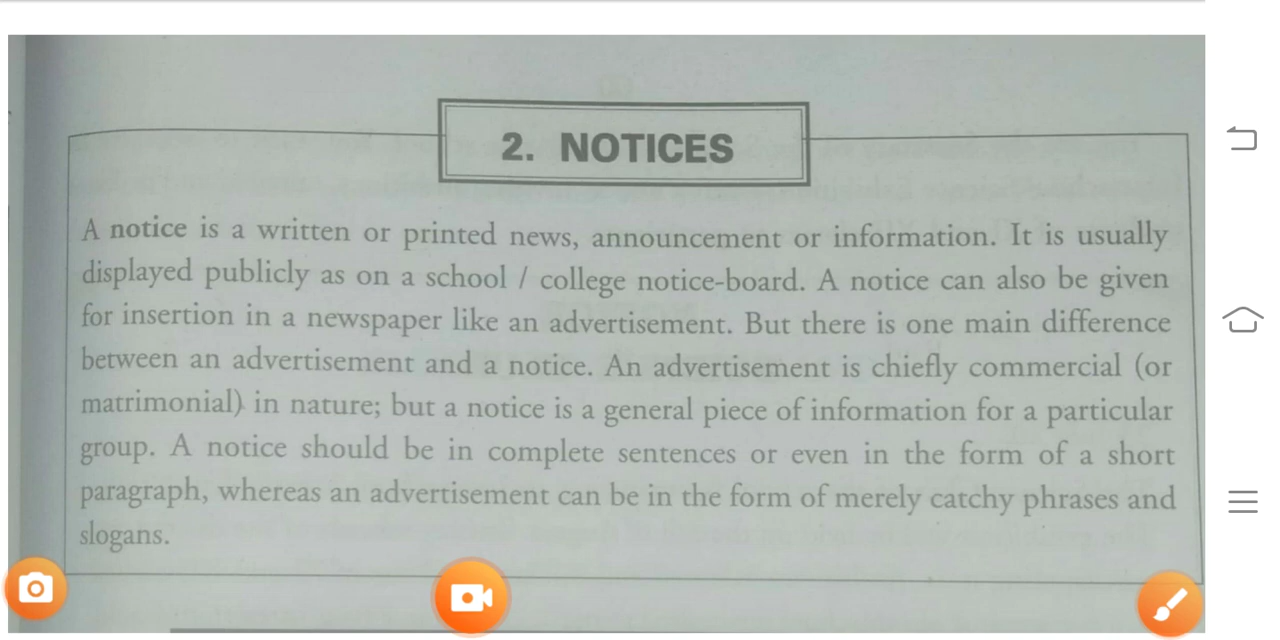 2. NOTICES
A notice is a written or printed news, announcement or information. It is usually
displayed publicly as on a school / college notice-board. A notice can also be given
for insertion in a newspaper like an advertisement. But there is one main difference
between an advertisement and a notice. An advertisement is chiefly commercial (or
matrimonial) in nature; but a notice is a general piece of information for a particular
group. A notice should be in complete sentences or even in the form of a short
paragraph, whereas an advertisement can be in the form of merely catchy phrases and
slogans.